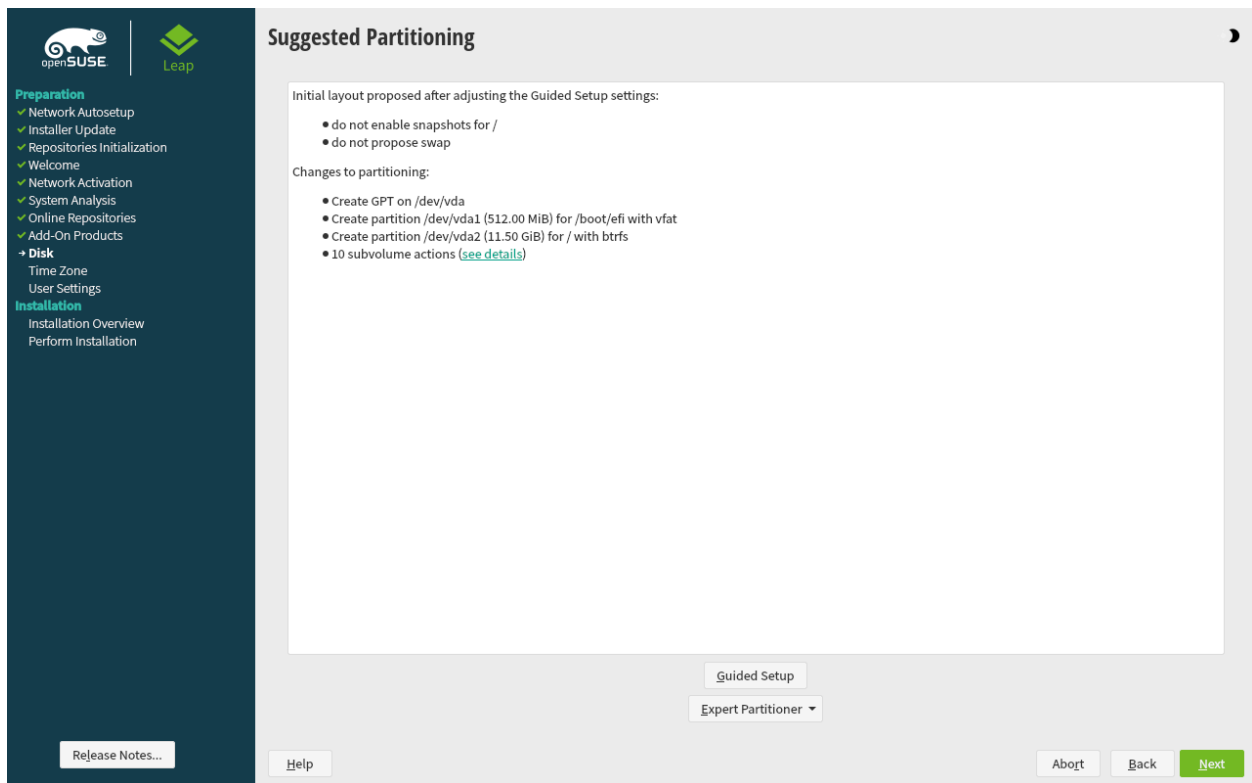 openSUSE
Leap
Preparation
Network Autosetup
Installer Update
Repositories Initialization
Welcome
Network Activation
System Analysis
Online Repositories
Add-On Products
Disk
Time Zone
User Settings
Installation
Installation Overview
Perform Installation
Release Notes...
Suggested Partitioning
Initial layout proposed after adjusting the Guided Setup settings:
• do not enable snapshots for /
• do not propose swap
Changes to partitioning:
• Create GPT on /dev/vda
• Create partition /dev/vda1 (512.00 MiB) for /boot/efi with vfat
• Create partition /dev/vda2 (11.50 GiB) for / with btrfs
• 10 subvolume actions (see details)
Guided Setup
Expert Partitioner
Help
Abort
Back
Next